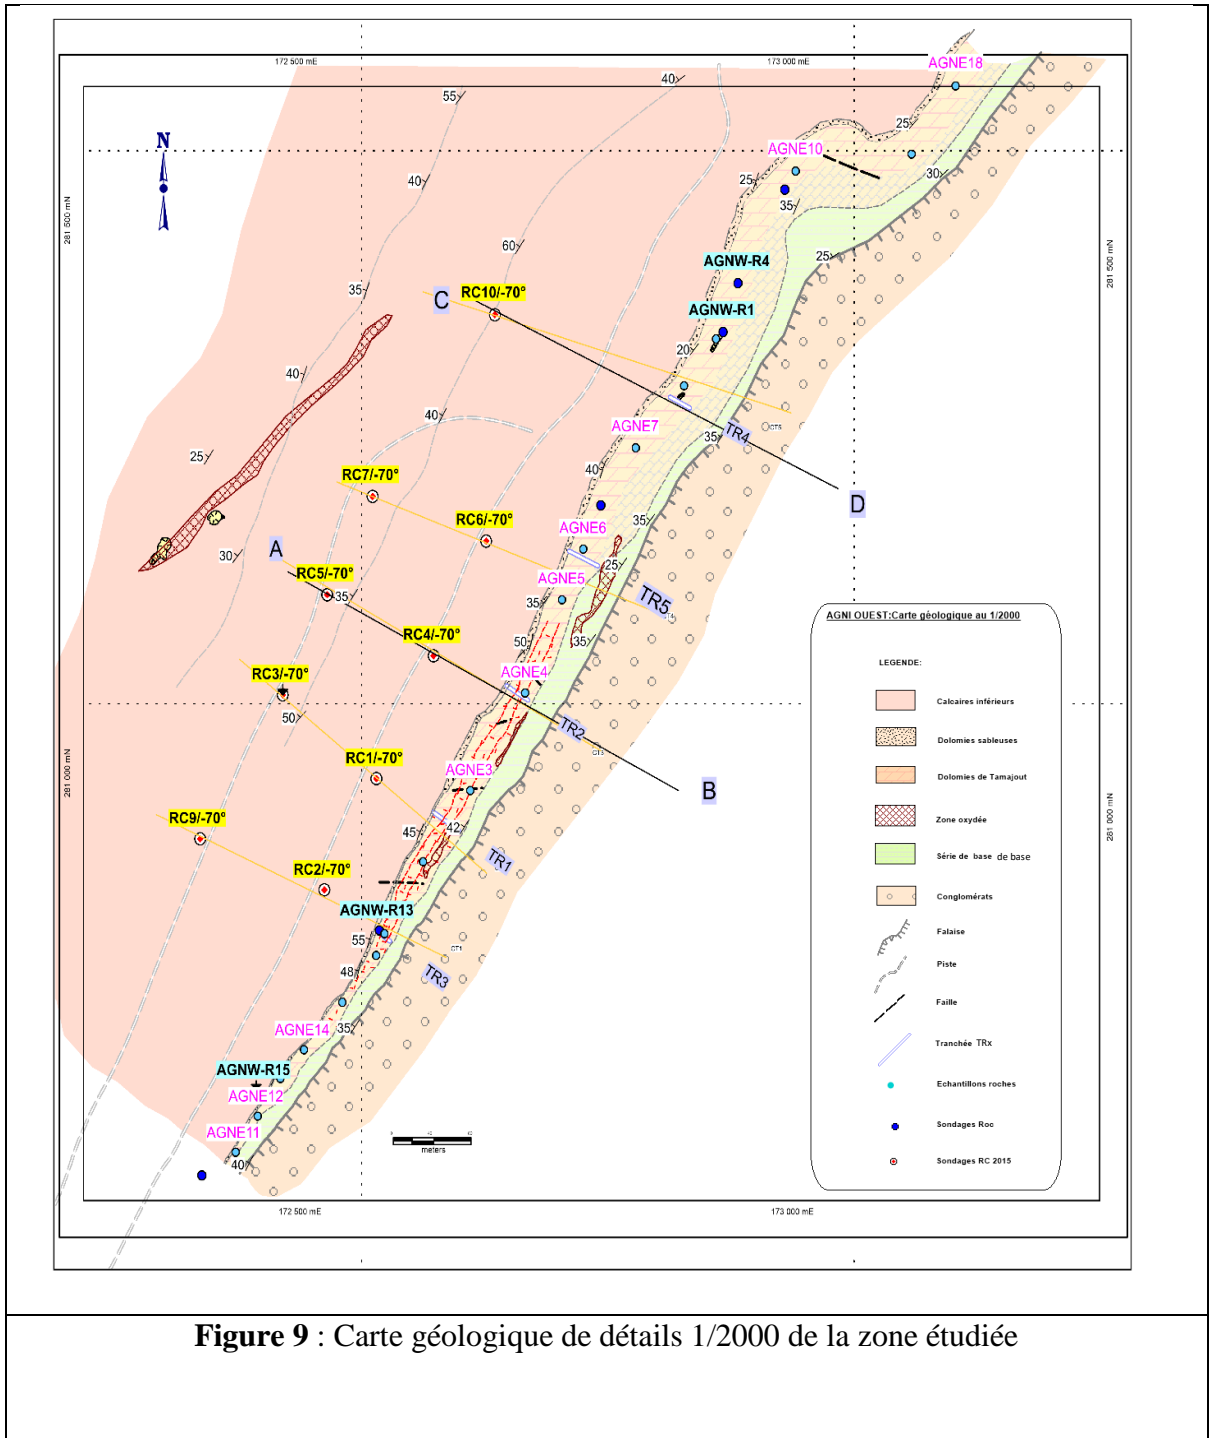 172 500 mE
173 000 mE
AGNE18
40
55
25
N
AGNE10
30
40
25
35
281 500 mN
281 500 mN
60
25
AGNW-R4
35
RC10/-70°
C
AGNW-R1
20
40
40
AGNE7
TR4
35
CT5
25
RC7/-70°
40
D
RC6/-70°
35
AGNE6
A
30
25
RC5/-70°
AGNE5
TR5
35
35
AGNI OUEST:Carte géologique au 1/2000
RC4/-70°
50
35
LEGENDE:
RC3/-70°
AGNE4
Calcaires inférieurs
50
TR2
Dolomies sableuses
CT3
281 000 mN
RC1/-70°
AGNE3
Dolomies de Tamajout
B
281 000 mN
RC9/-70°
45
42
Zone oxydée
TR1
Série de base de base
RC2/-70°
Conglomérats
AGNW-R13
55
Falaise
CT1
48
TR3
Piste
35
Faille
AGNE14
Tranchée TRx
AGNW-R15
Echantillons roches
AGNE12
AGNE11
Sondages Roc
meters
40
Sondages RC 2015
172 500 mE
173 000 mE
Figure 9 : Carte géologique de détails 1/2000 de la zone étudiée